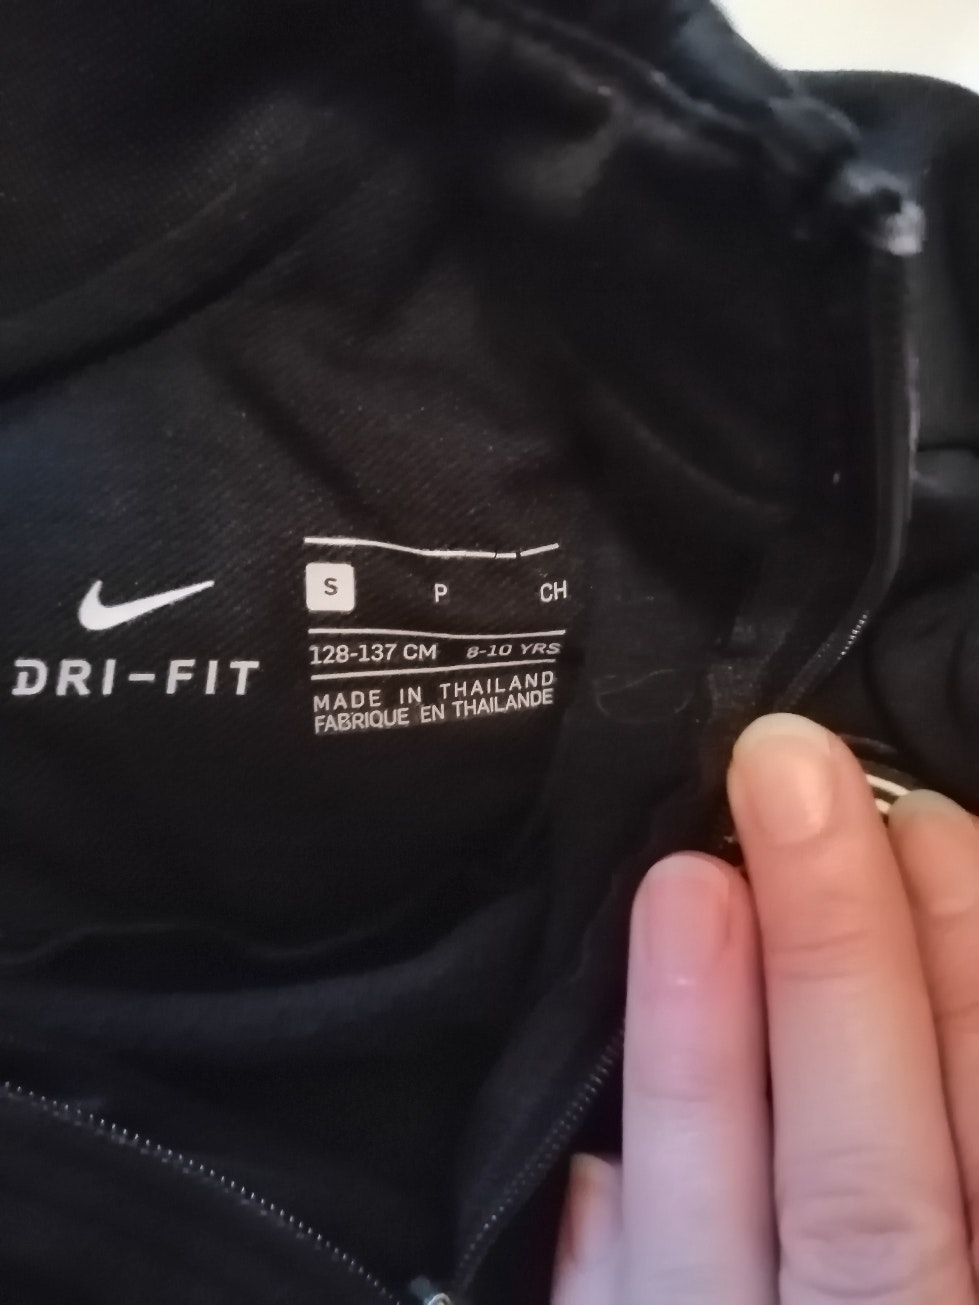 S P CH
128-137 CM 8-10 YRS
DRI-FIT
MADE IN THAILAND
FABRIQUE EN THAILANDE